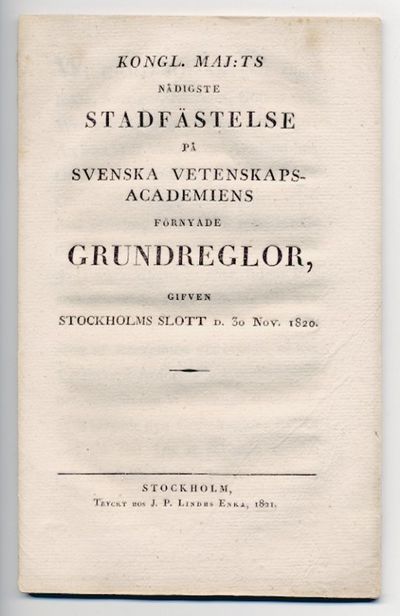 KONGL. MAJ:TS
NÅDIGSTE
STADFÄSTELSE
PÅ
SVENSKA VETENSKAPS-
ACADEMIENS
FÖRNYADE
GRUNDREGLOR,
GIFVEN
STOCKHOLMS SLOTT D. 30 NOV. 1820.
STOCKHOLM,
TRYCKT HOS J. P. LINDHS ENKA, 1821.